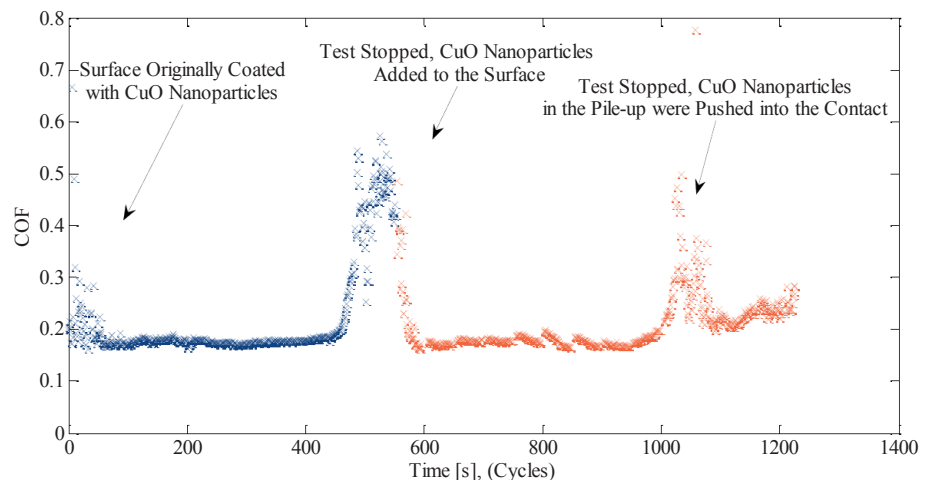 0.8
0.7
0.6
0.5
0.4
0.3
0.2
0.1
0
COF
Surface Originally Coated
with CuO Nanoparticles
Test Stopped, CuO Nanoparticles
Added to the Surface
Test Stopped, CuO Nanoparticles
in the Pile-up were Pushed into the Contact
0 200 400 600 800 1000 1200 1400
Time [s], (Cycles)